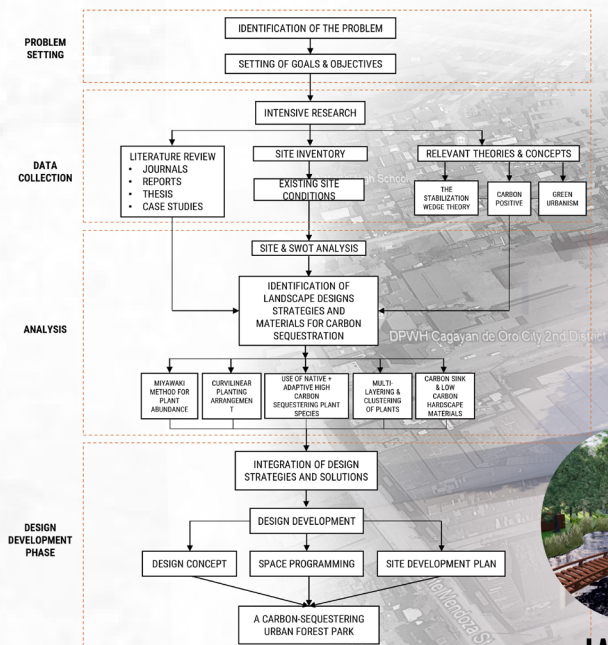 PROBLEM
SETTING
IDENTIFICATION OF THE PROBLEM
SETTING OF GOALS & OBJECTIVES
DATA
COLLECTION
INTENSIVE RESEARCH
LITERATURE REVIEW
• JOURNALS
• REPORTS
• THESIS
• CASE STUDIES
SITE INVENTORY
EXISTING SITE
CONDITIONS
RELEVANT THEORIES & CONCEPTS
THE
STABILIZATION
WEDGE THEORY
CARBON
POSITIVE
GREEN
URBANISM
School
ANALYSIS
SITE & SWOT ANALYSIS
IDENTIFICATION OF
LANDSCAPE DESIGNS
STRATEGIES AND
MATERIALS FOR CARBON
SEQUESTRATION
DPWH Cagayan de Oro City 2nd District
MIYAWAKI
METHOD FOR
PLANT
ABUNDANCE
CURVILINEAR
PLANTING
ARRANGEMEN
T
USE OF NATIVE +
ADAPTIVE HIGH
CARBON
SEQUESTERING PLANT
SPECIES
MULTI-
LAYERING &
CLUSTERING
OF PLANTS
CARBON SINK & LOW
CARBON
HARDSCAPE
MATERIALS
DESIGN
DEVELOPMENT
PHASE
INTEGRATION OF DESIGN
STRATEGIES AND SOLUTIONS
DESIGN DEVELOPMENT
DESIGN CONCEPT
SPACE PROGRAMMING
SITE DEVELOPMENT PLAN
A CARBON-SEQUESTERING
URBAN FOREST PARK
Mendoza St